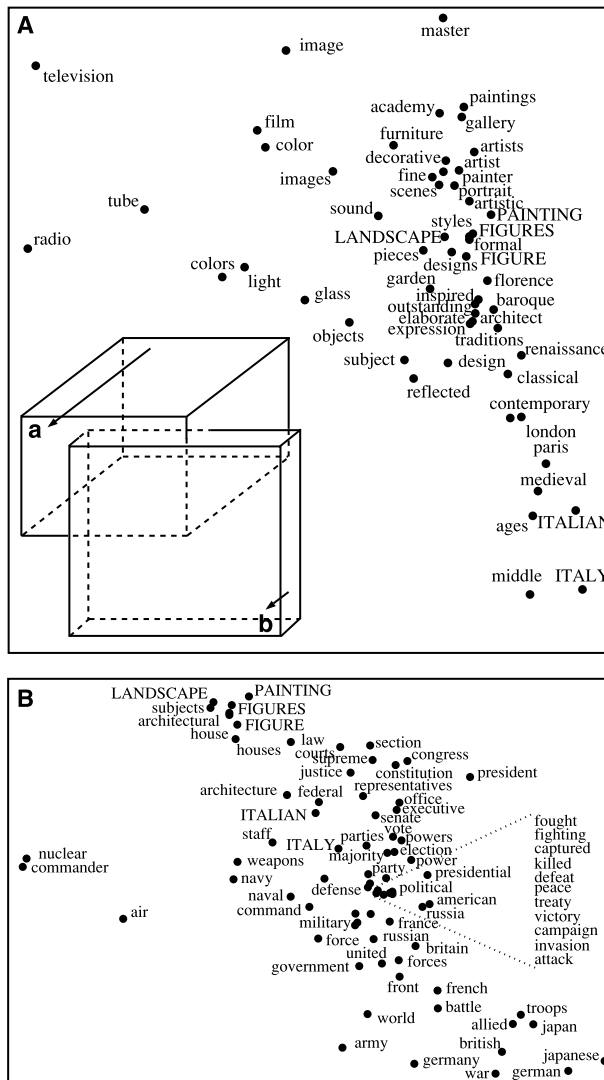 A
master
image
television
academy
paintings
gallery
film
furniture
color
artists
decorative
artist
images
fine
painter
scenes
portrait
tube
artistic
sound
PAINTING
styles
FIGURES
radio
LANDSCAPE
formal
pieces
FIGURE
designs
colors
light
garden
florence
glass
inspired
baroque
outstanding
elaborate
architect
objects
expression
traditions
renaissance
subject
design
classical
reflected
contemporary
a
london
paris
medieval
ages
ITALIAN
middle
ITALY
b
B
LANDSCAPE
PAINTING
subjects
FIGURES
architectural
FIGURE
house
houses
law
section
courts
supreme
congress
justice
constitution
president
representatives
architecture
federal
office
executive
ITALIAN
senate
fought
staff
parties
vote
powers
fighting
ITALY
captured
nuclear
majority
election
commander
weapons
power
killed
party
presidential
defeat
navy
defense
political
peace
naval
american
treaty
command
russia
victory
military
france
campaign
force
russian
britain
invasion
united
forces
attack
government
front
french
battle
troops
air
world
allied
japan
army
british
japanese
germany
war
german